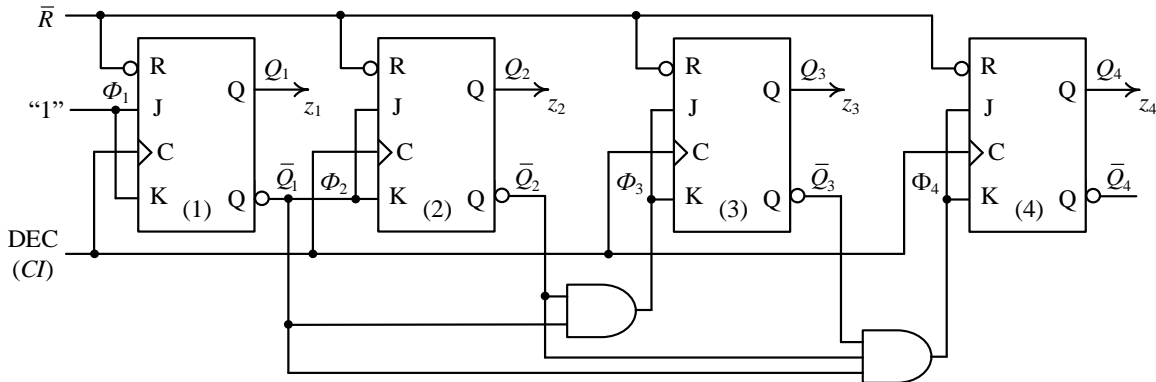 R̄
R Q Q₁ z₁ R Q Q₂ z₂ R Q Q₃ z₃ R Q Q₄ z₄
“1” Φ₁ J J J J
C C C C
K (1) Q Q̄₁ Φ₂ K (2) Q Q̄₂ Φ₃ K (3) Q Q̄₃ Φ₄ K (4) Q Q̄₄
DEC
(CI)